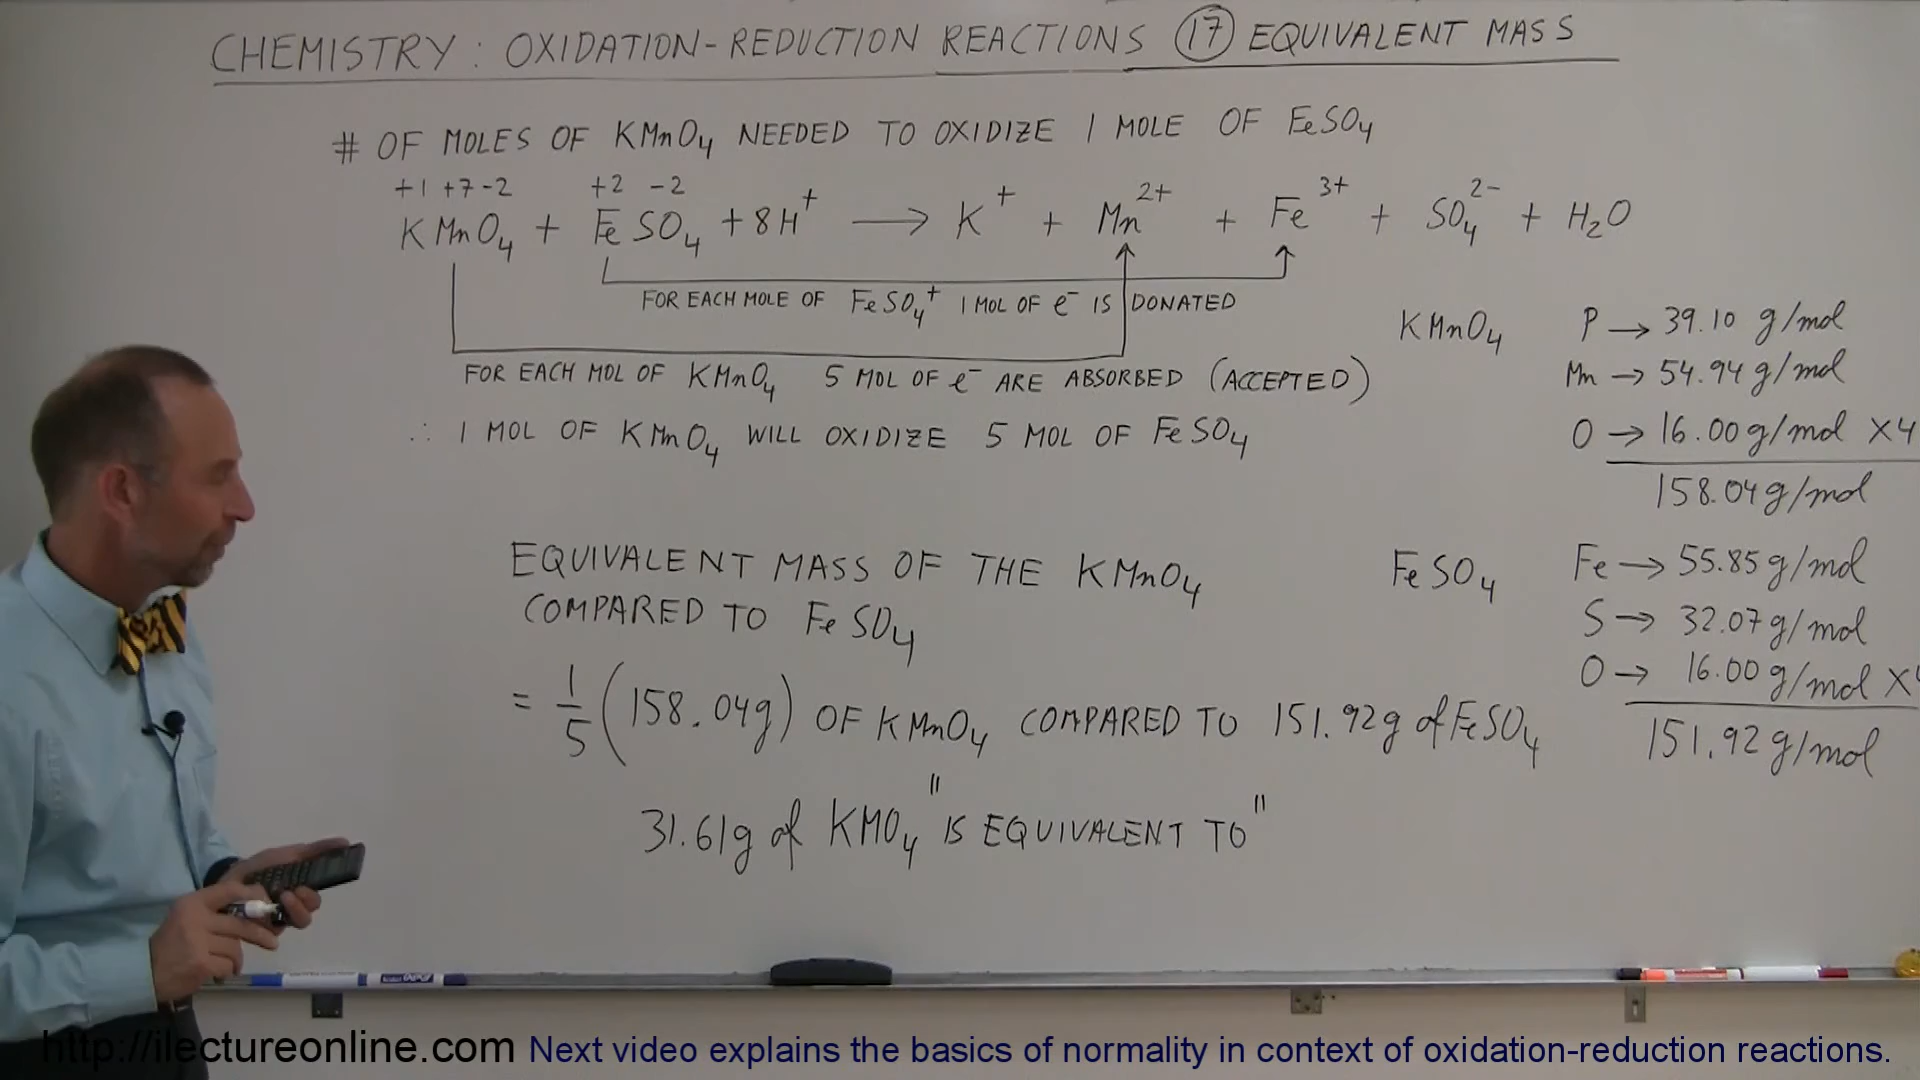 CHEMISTRY: OXIDATION-REDUCTION REACTIONS 17 EQUIVALENT MASS
# OF MOLES OF KMnO4 NEEDED TO OXIDIZE 1 MOLE OF FeSO4
+1 +7 -2 +2 -2
KMnO4 + FeSO4 + 8H⁺ → K⁺ + Mn²⁺ + Fe³⁺ + SO4²⁻ + H2O
FOR EACH MOLE OF FeSO4⁺ 1 MOL OF e⁻ IS DONATED
FOR EACH MOL OF KMnO4 5 MOL OF e⁻ ARE ABSORBED (ACCEPTED)
∴ 1 MOL OF KMnO4 WILL OXIDIZE 5 MOL OF FeSO4
KMnO4 P → 39.10 g/mol
Mn → 54.94 g/mol
O → 16.00 g/mol X4
158.04 g/mol
EQUIVALENT MASS OF THE KMnO4
COMPARED TO FeSO4
= 1/5 (158.04g) OF KMnO4 COMPARED TO 151.92g of FeSO4
31.61g of KMO4 "IS EQUIVALENT TO"
FeSO4 Fe → 55.85 g/mol
S → 32.07 g/mol
O → 16.00 g/mol X4
151.92 g/mol
http://ilectureonline.com Next video explains the basics of normality in context of oxidation-reduction reactions.